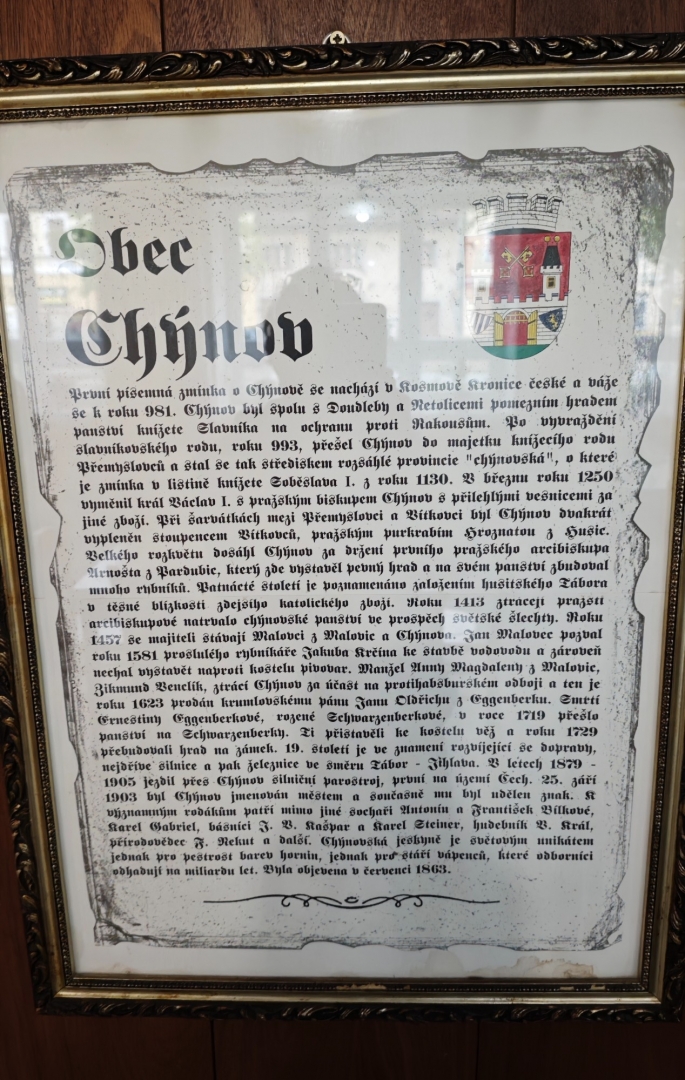 Obec
Chýnov
První písemná zmínka o Chýnově se nachází v Kosmově Kronice české a váže
se k roku 981. Chýnov byl spolu s Doudleby a Netolicemi pomezním hradem
panství knížete Slavníka na ochranu proti Rakousům. Po vyvraždění
slavníkovského rodu, roku 993, přešel Chýnov do majetku knížecího rodu
Přemyslovců a stal se tak střediskem rozsáhlé provincie "chýnovská", o které
je zmínka v listině knížete Soběslava I. z roku 1130. V březnu roku 1250
vyměnil král Václav I. s pražským biskupem Chýnov s přilehlými vesnicemi za
jiné zboží. Při šarvátkách mezi Přemyslovci a Vítkovci byl Chýnov dvakrát
vypleněn stoupencem Vítkovců, pražským purkrabím Hroznatou z Husic.
Velkého rozkvětu dosáhl Chýnov za držení prvního pražského arcibiskupa
Arnošta z Pardubic, který zde vystavěl pevný hrad a na svém panství zbudoval
mnoho rybníků. Patnácté století je poznamenáno založením husitského Tábora
v těsné blízkosti zdejšího katolického zboží. Roku 1413 ztrácejí pražstí
arcibiskupové natrvalo chýnovské panství ve prospěch světské šlechty. Roku
1457 se majiteli stávají Malovci z Malovic a Chýnova. Jan Malovec pozval
roku 1581 proslulého rybníkáře Jakuba Krčína ke stavbě vodovodu a zároveň
nechal vystavět naproti kostelu pivovar. Manžel Anny Magdaleny z Malovic,
Zikmund Venclík, ztrácí Chýnov za účast na protihabsburském odboji a ten je
roku 1623 prodán krumlovskému pánu Janu Oldřichu z Eggenberku. Smrtí
Ernestiny Eggenberkové, rozené Schwarzenberkové, v roce 1719 přešlo
panství na Schwarzenberky. Ti přistavěli ke kostelu věž a roku 1729
přebudovali hrad na zámek. 19. století je ve znamení rozvíjející se dopravy,
nejdříve silnice a pak železnice ve směru Tábor - Jihlava. V letech 1879 -
1905 jezdil přes Chýnov silniční parostroj, první na území Čech. 25. září
1903 byl Chýnov jmenován městem a současně mu byl udělen znak. K
významným rodákům patří mimo jiné sochaři Antonín a František Bílkové,
Karel Gabriel, básníci J. V. Kašpar a Karel Steiner, hudebník V. Král,
přírodovědec F. Rekut a další. Chýnovská jeskyně je světovým unikátem
jednak pro pestrost barev hornin, jednak pro stáří vápenců, které odborníci
odhadují na miliardu let. Byla objevena v červenci 1863.